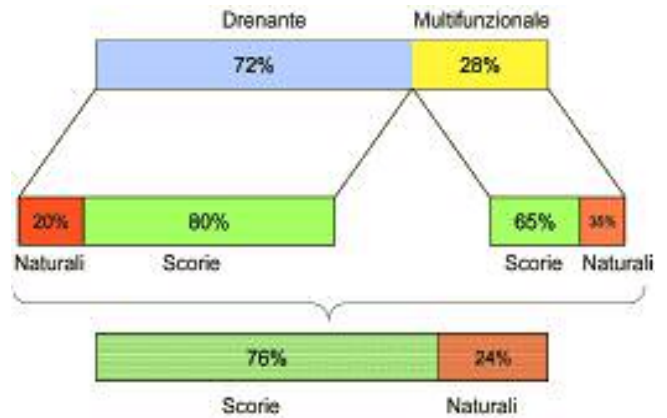 Drenante Multifunzionale
72% 28%
20% 80% 65% 35%
Naturali Scorie Scorie Naturali
76% 24%
Scorie Naturali